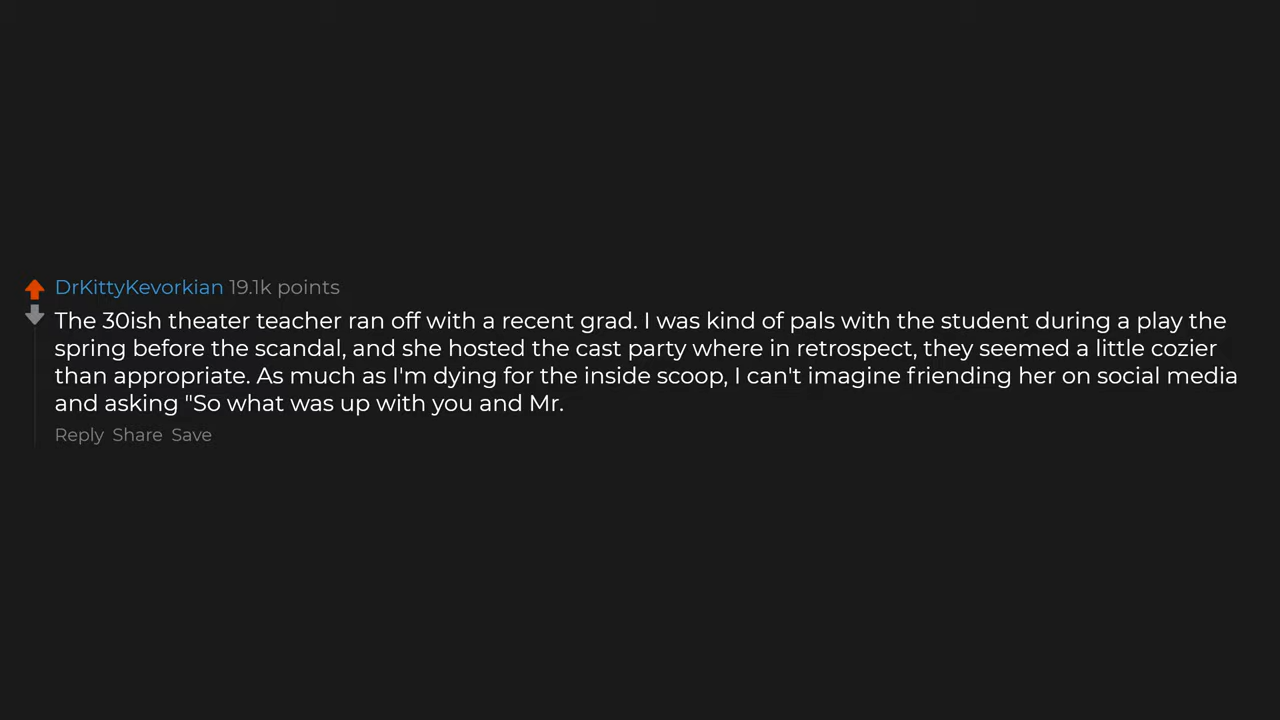 DrKittyKevorkian 19.1k points
The 30ish theater teacher ran off with a recent grad. I was kind of pals with the student during a play the
spring before the scandal, and she hosted the cast party where in retrospect, they seemed a little cozier
than appropriate. As much as I'm dying for the inside scoop, I can't imagine friending her on social media
and asking "So what was up with you and Mr.
Reply Share Save